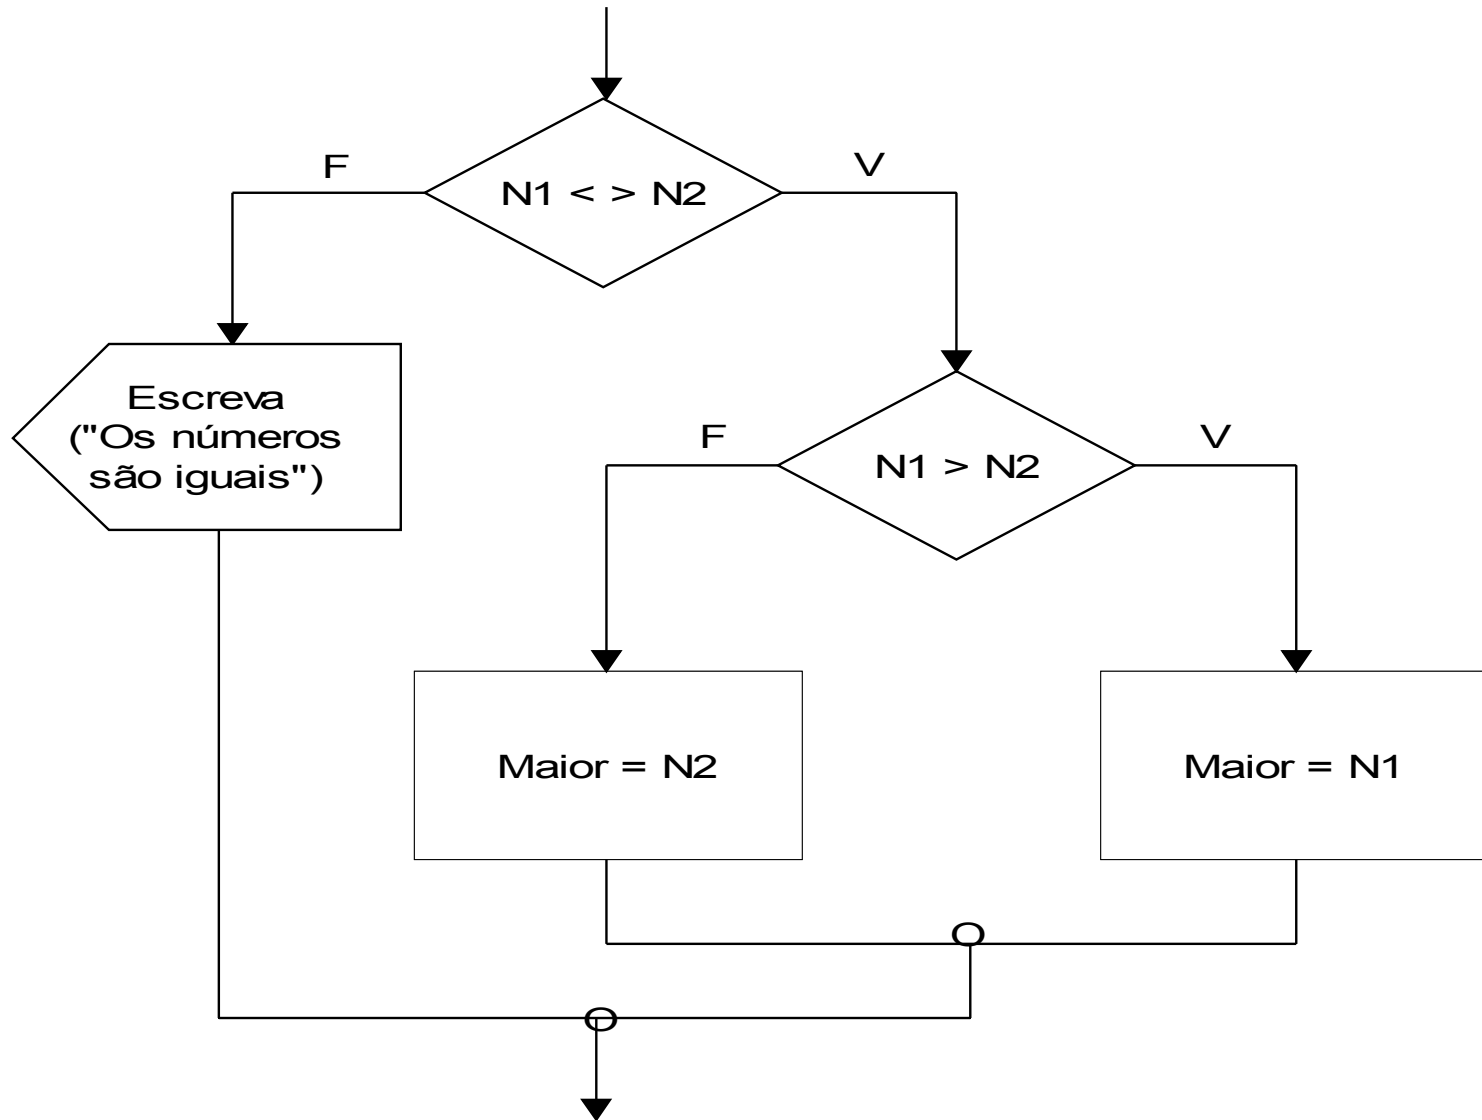 F
V
N1 < > N2
Escreva
("Os números
são iguais")
F
V
N1 > N2
Maior = N2
Maior = N1
O
O